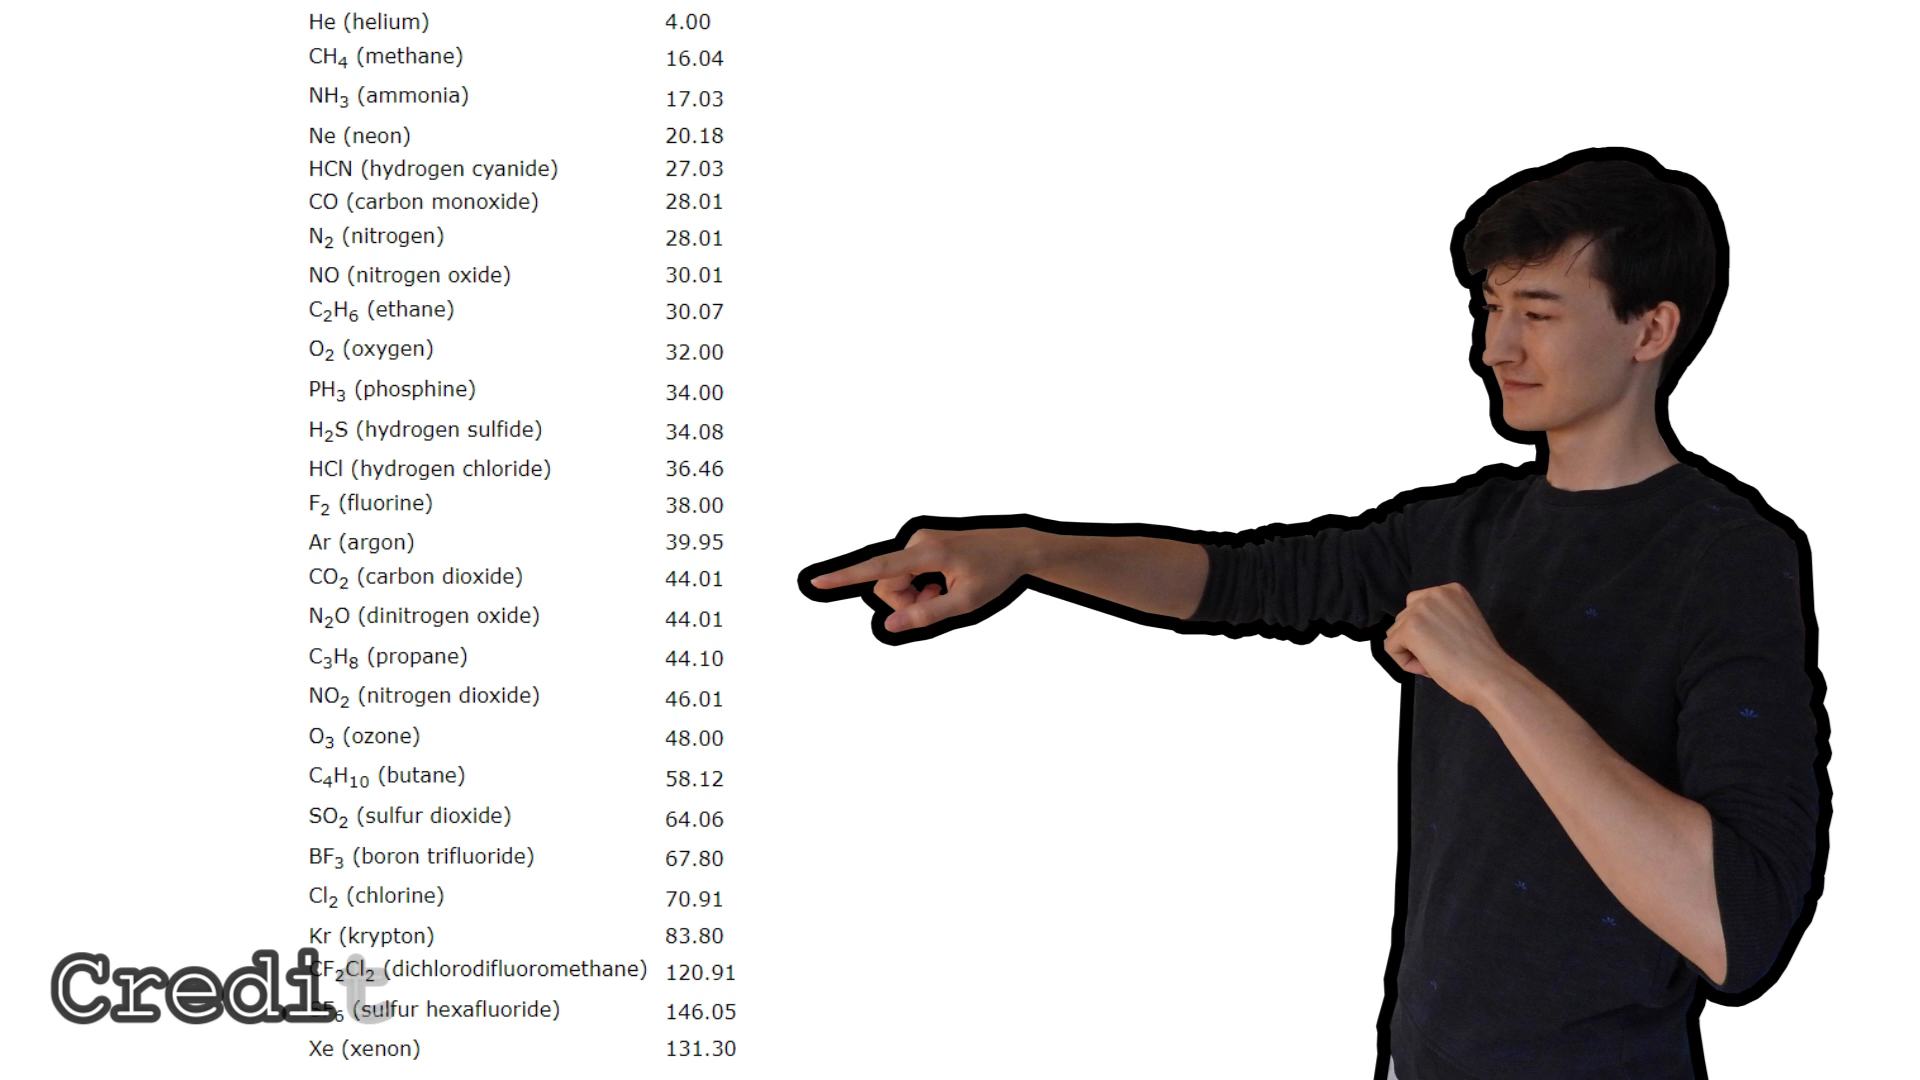 He (helium) 4.00
CH₄ (methane) 16.04
NH₃ (ammonia) 17.03
Ne (neon) 20.18
HCN (hydrogen cyanide) 27.03
CO (carbon monoxide) 28.01
N₂ (nitrogen) 28.01
NO (nitrogen oxide) 30.01
C₂H₆ (ethane) 30.07
O₂ (oxygen) 32.00
PH₃ (phosphine) 34.00
H₂S (hydrogen sulfide) 34.08
HCl (hydrogen chloride) 36.46
F₂ (fluorine) 38.00
Ar (argon) 39.95
CO₂ (carbon dioxide) 44.01
N₂O (dinitrogen oxide) 44.01
C₃H₈ (propane) 44.10
NO₂ (nitrogen dioxide) 46.01
O₃ (ozone) 48.00
C₄H₁₀ (butane) 58.12
SO₂ (sulfur dioxide) 64.06
BF₃ (boron trifluoride) 67.80
Cl₂ (chlorine) 70.91
Kr (krypton) 83.80
CF₂Cl₂ (dichlorodifluoromethane) 120.91
SF₆ (sulfur hexafluoride) 146.05
Xe (xenon) 131.30
Credit